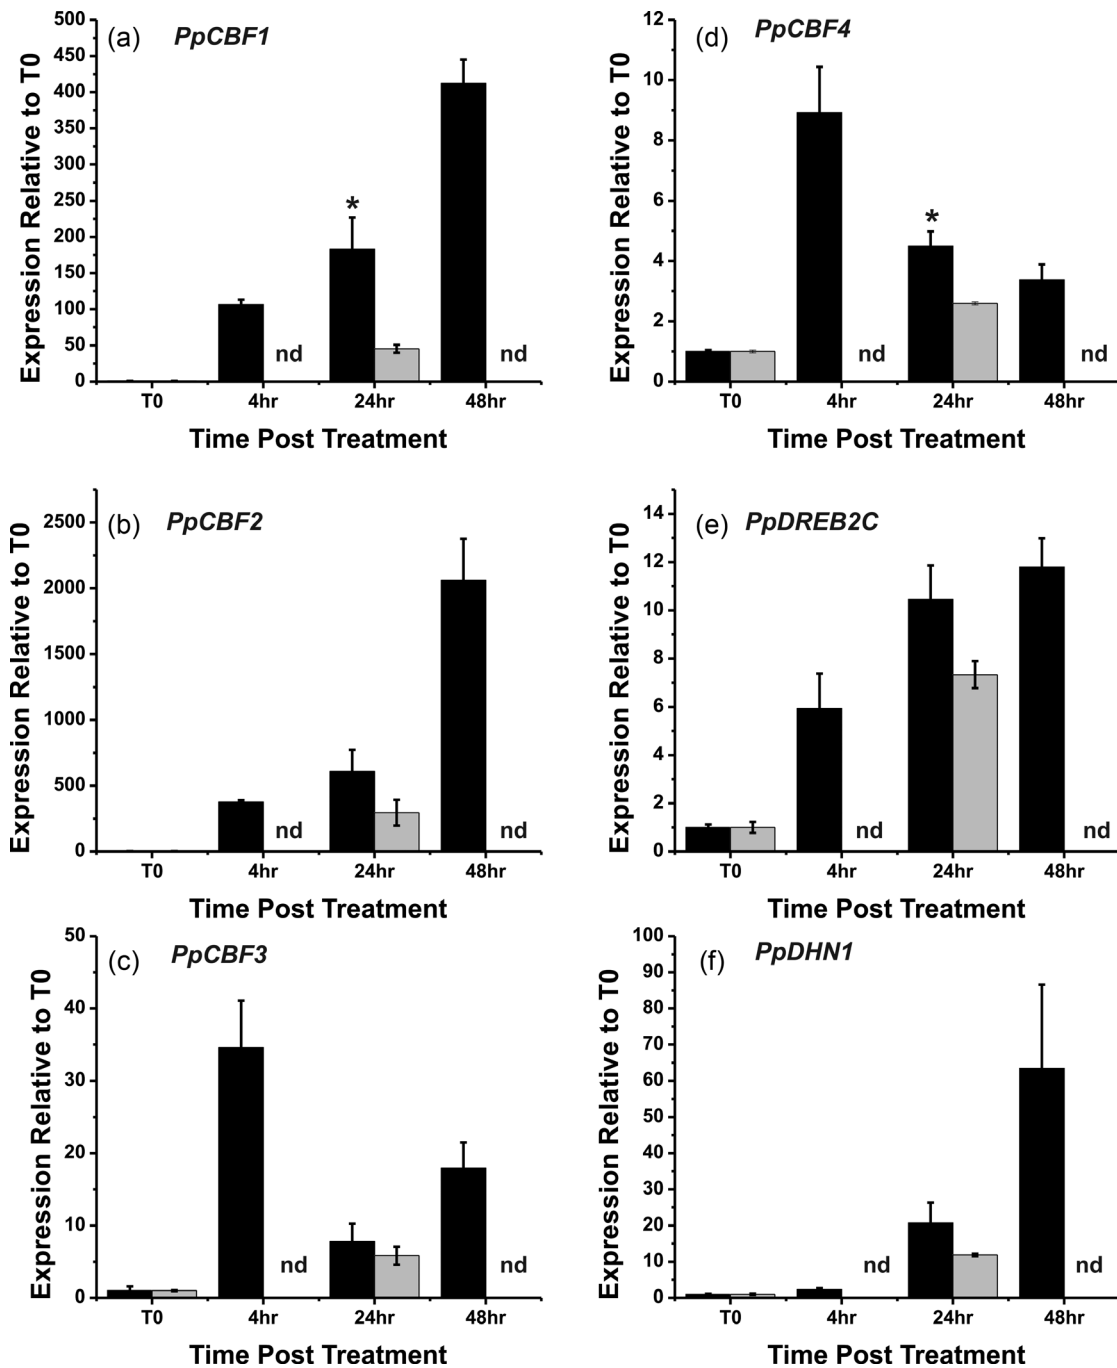 (a) PpCBF1
Expression Relative to T0
500
450
400
350
300
250
200
150
100
50
0
*
nd
nd
T0 4hr 24hr 48hr
Time Post Treatment
(d) PpCBF4
Expression Relative to T0
12
10
8
6
4
2
0
*
nd
nd
T0 4hr 24hr 48hr
Time Post Treatment
(b) PpCBF2
Expression Relative to T0
2500
2000
1500
1000
500
0
nd
nd
T0 4hr 24hr 48hr
Time Post Treatment
(e) PpDREB2C
Expression Relative to T0
14
12
10
8
6
4
2
0
nd
nd
T0 4hr 24hr 48hr
Time Post Treatment
(c) PpCBF3
Expression Relative to T0
50
40
30
20
10
0
nd
nd
T0 4hr 24hr 48hr
Time Post Treatment
(f) PpDHN1
Expression Relative to T0
100
90
80
70
60
50
40
30
20
10
0
nd
nd
T0 4hr 24hr 48hr
Time Post Treatment